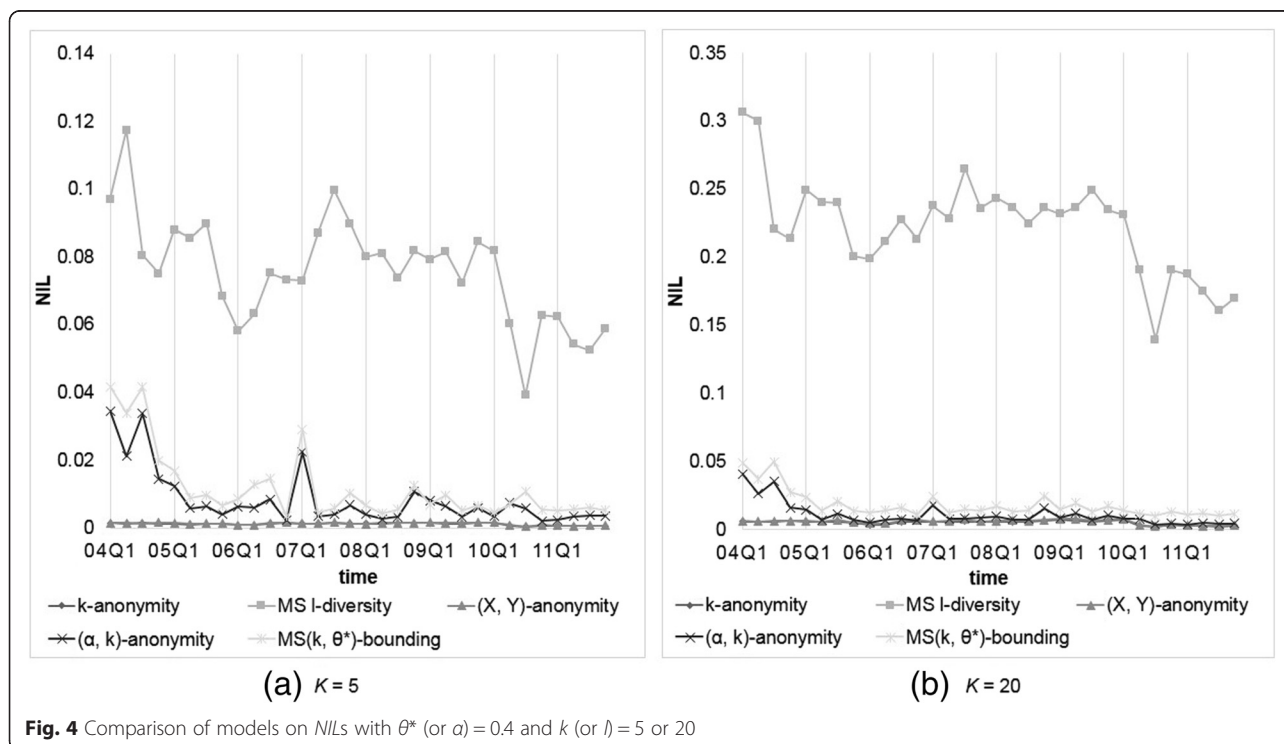 0.14
0.12
0.1
0.08
0.06
0.04
0.02
0
NIL
04Q1 05Q1 06Q1 07Q1 08Q1 09Q1 10Q1 11Q1
time
k-anonymity MS l-diversity (X, Y)-anonymity
(α, k)-anonymity MS(k, θ*)-bounding
(a) K = 5
0.35
0.3
0.25
0.2
0.15
0.1
0.05
0
NIL
04Q1 05Q1 06Q1 07Q1 08Q1 09Q1 10Q1 11Q1
time
k-anonymity MS l-diversity (X, Y)-anonymity
(α, k)-anonymity MS(k, θ*)-bounding
(b) K = 20
Fig. 4 Comparison of models on NILs with θ* (or α) = 0.4 and k (or l) = 5 or 20